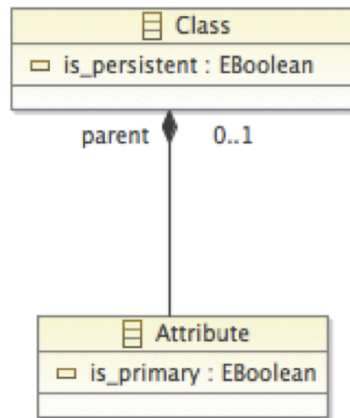 Class
is_persistent : EBoolean
parent 0..1
Attribute
is_primary : EBoolean